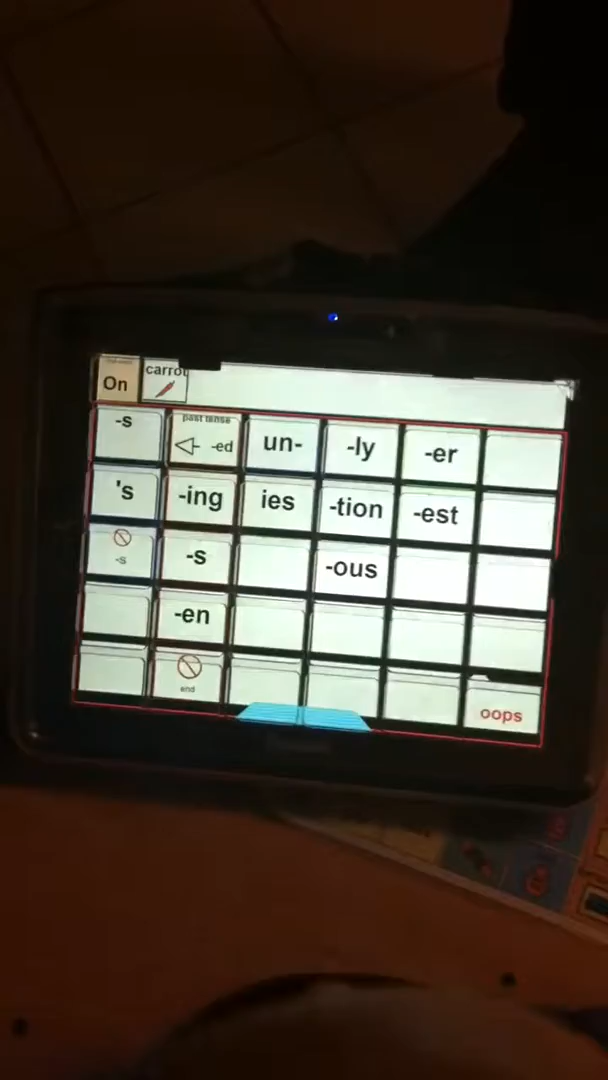 On
carrot
-s
past tense
-ed
un-
-ly
-er
's
-ing
ies
-tion
-est
-s
-s
-ous
-en
end
oops